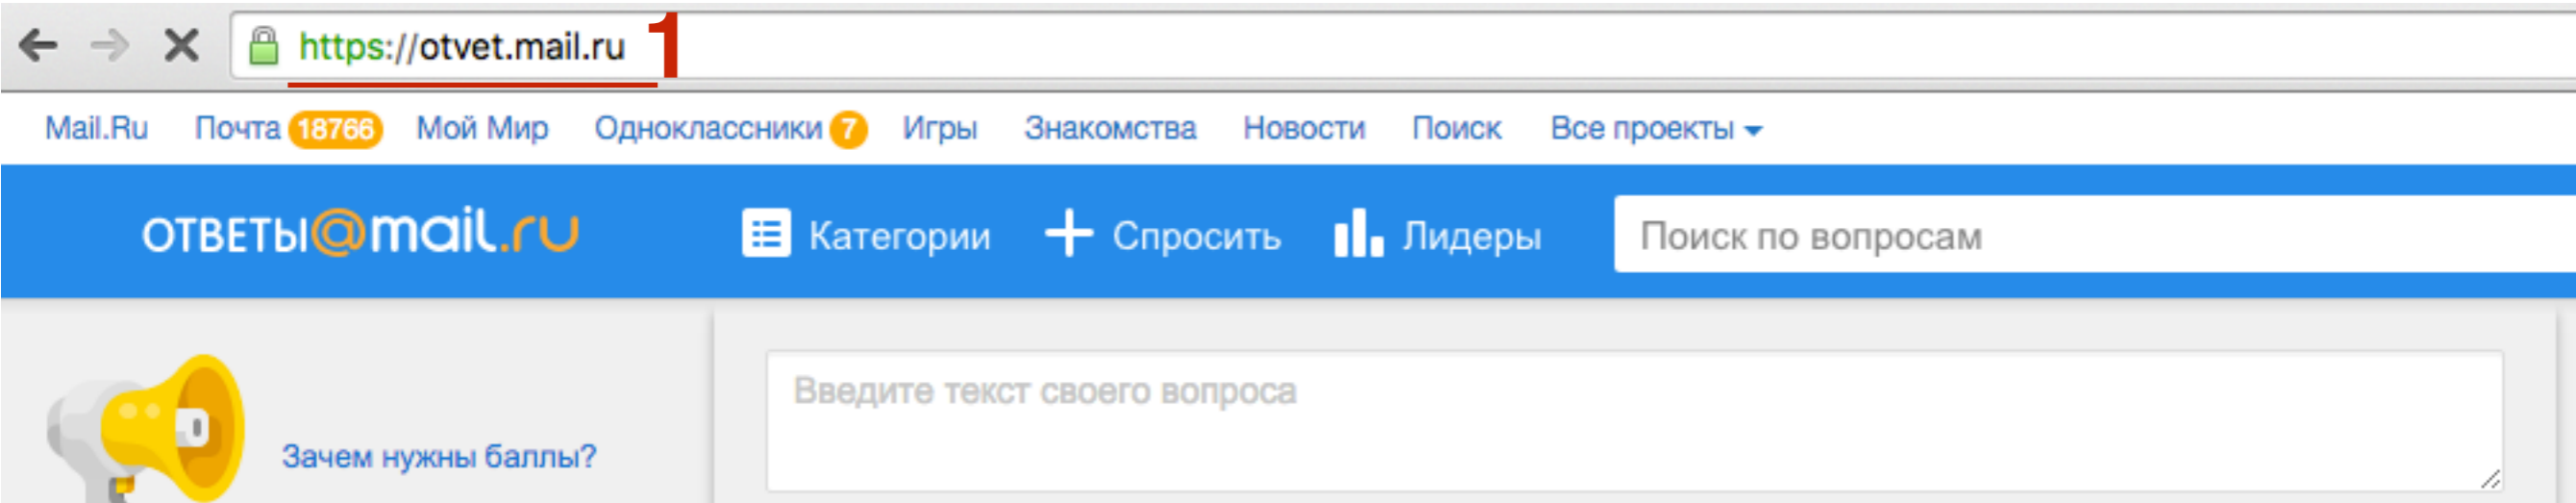 https://otvet.mail.ru 1
Mail.Ru Почта 18766 Мой Мир Одноклассники 7 Игры Знакомства Новости Поиск Все проекты
ответы@mail.ru Категории Спросить Лидеры Поиск по вопросам
Введите текст своего вопроса
Зачем нужны баллы?